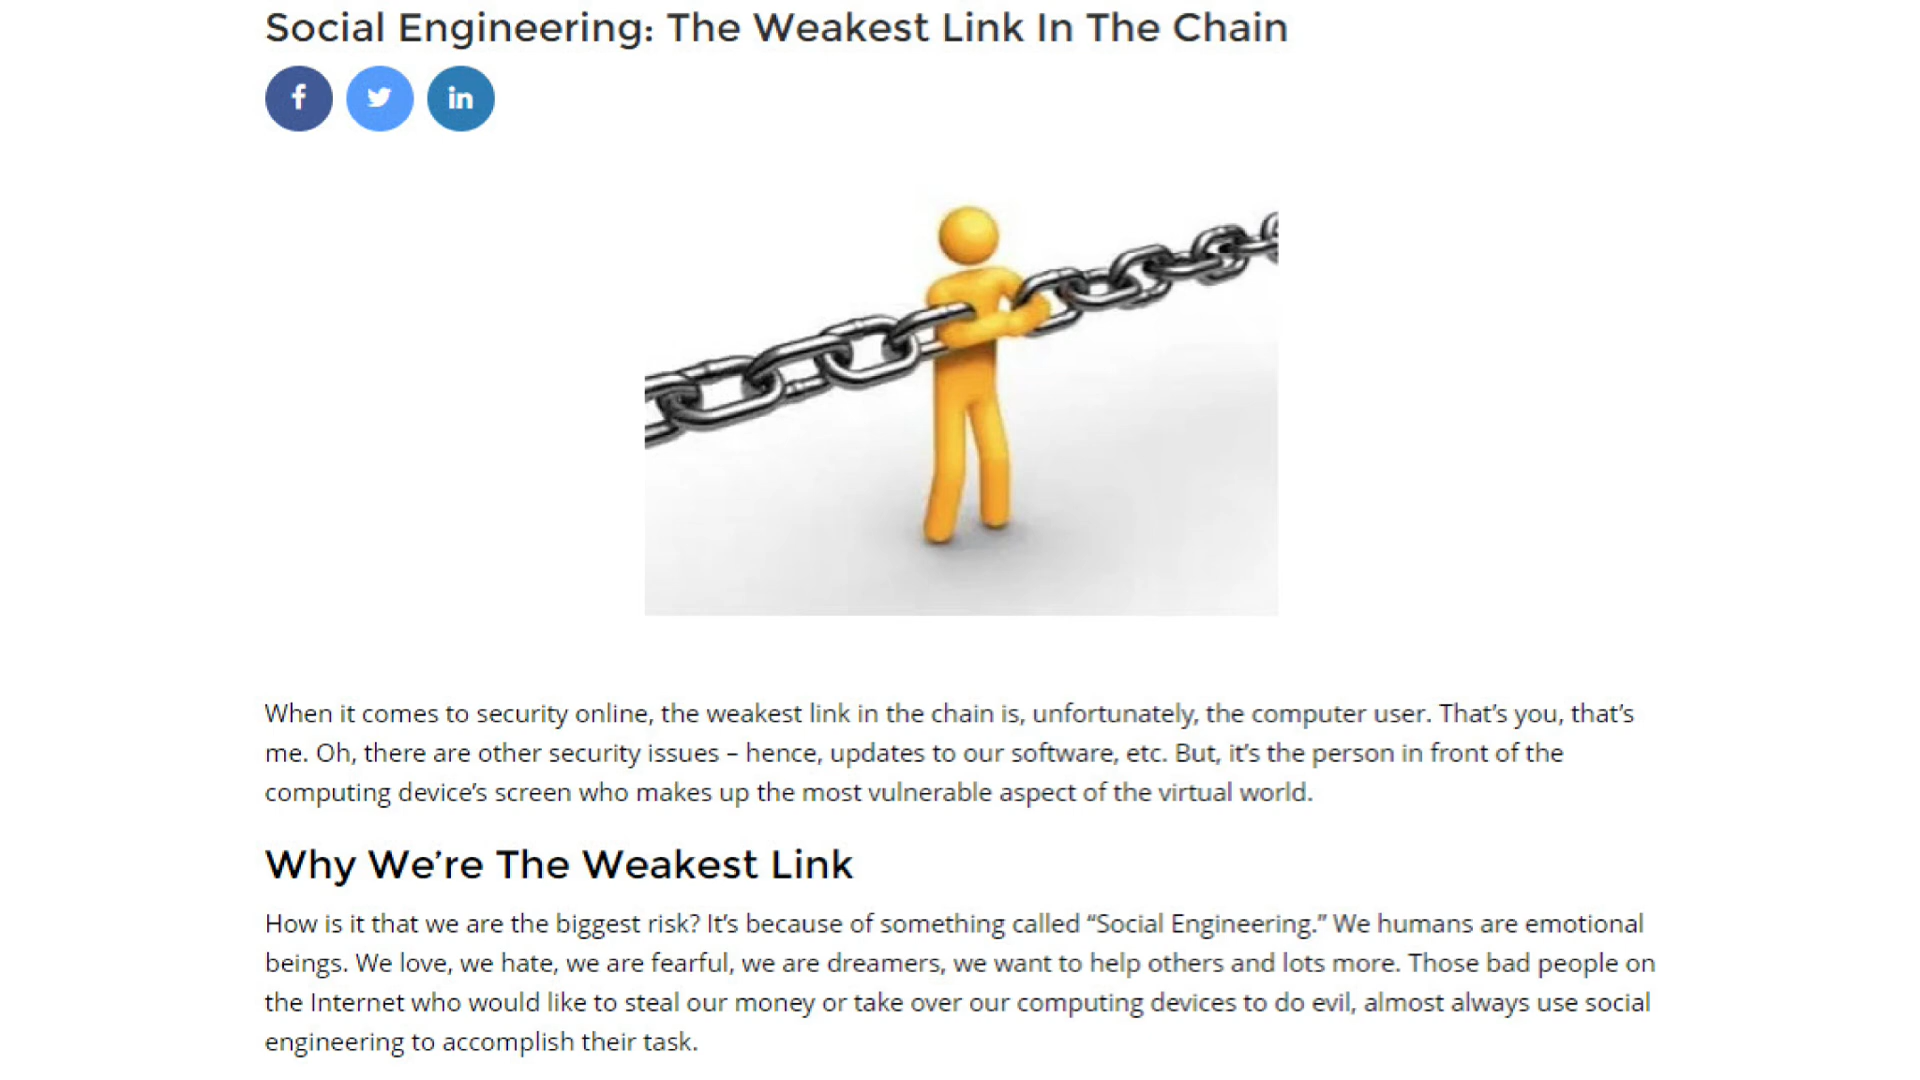 Social Engineering: The Weakest Link In The Chain
f
in
When it comes to security online, the weakest link in the chain is, unfortunately, the computer user. That’s you, that’s
me. Oh, there are other security issues – hence, updates to our software, etc. But, it’s the person in front of the
computing device’s screen who makes up the most vulnerable aspect of the virtual world.
Why We’re The Weakest Link
How is it that we are the biggest risk? It’s because of something called “Social Engineering.” We humans are emotional
beings. We love, we hate, we are fearful, we are dreamers, we want to help others and lots more. Those bad people on
the Internet who would like to steal our money or take over our computing devices to do evil, almost always use social
engineering to accomplish their task.